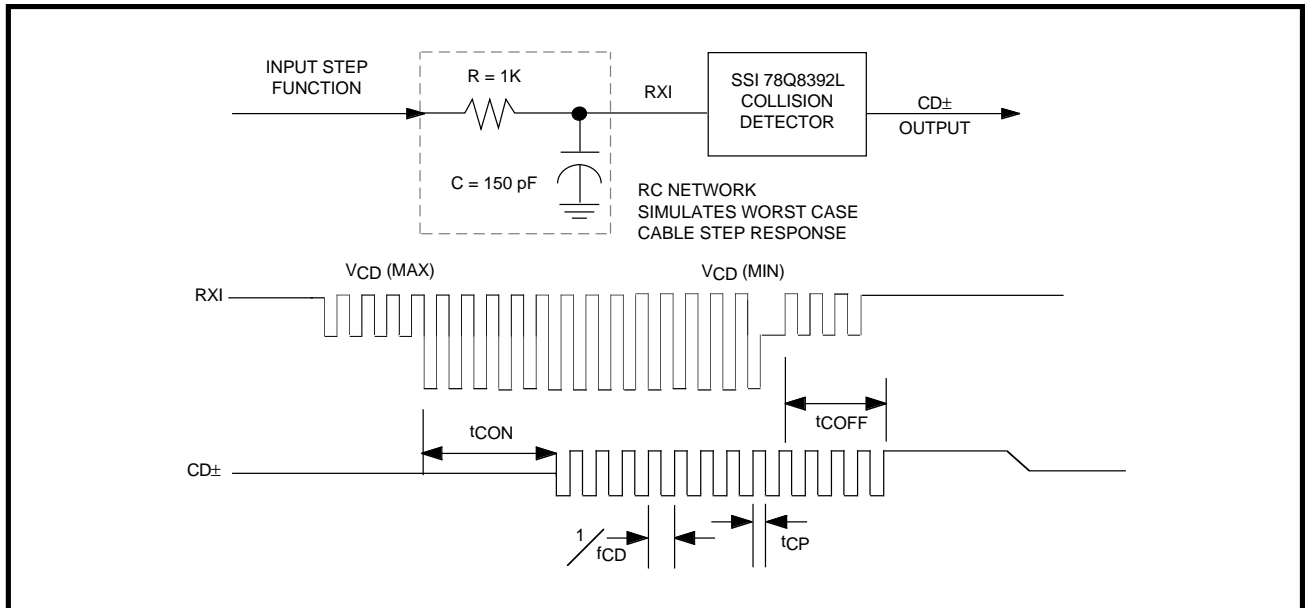 INPUT STEP
FUNCTION
R = 1K
C = 150 pF
RXI
SSI 78Q8392L
COLLISION
DETECTOR
CD±
OUTPUT
RC NETWORK
SIMULATES WORST CASE
CABLE STEP RESPONSE
VCD (MAX)
VCD (MIN)
RXI
tCON
tCOFF
CD±
1/fCD
tCP